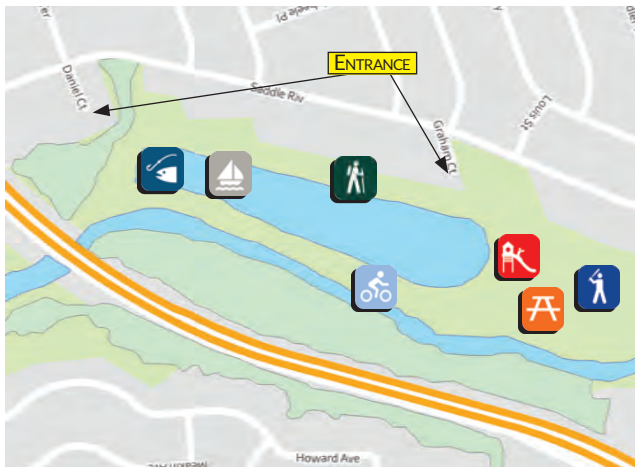 ENTRANCE
Daniel Ct
Saddle Riv
Graham Ct
Louis St
Howard Ave